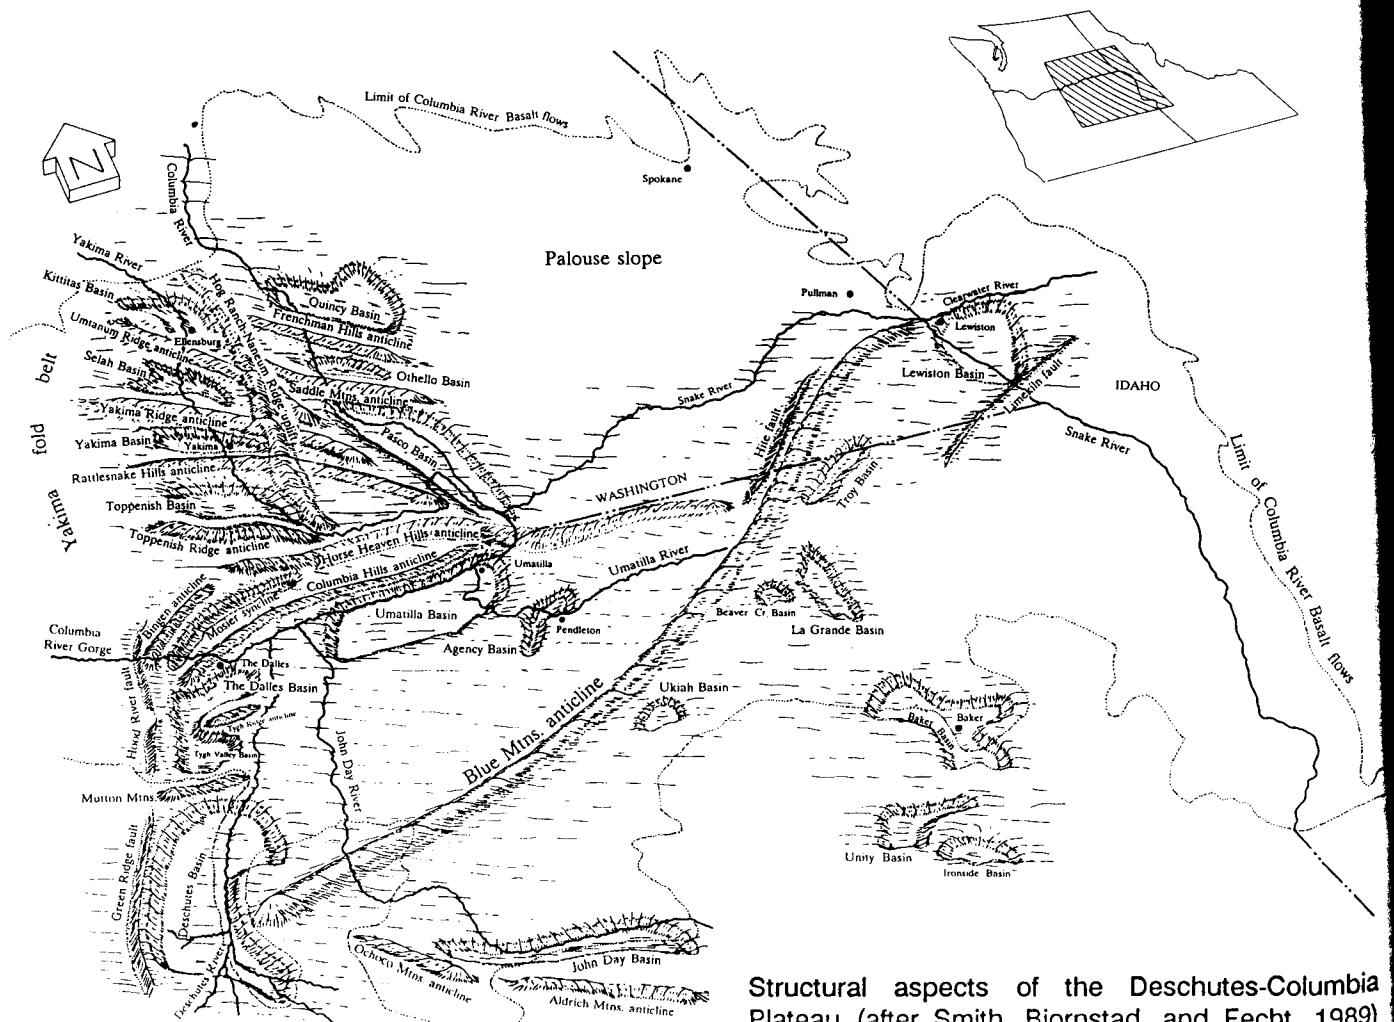 Limit of Columbia River Basalt flows
Spokane
N
Columbia River
Palouse slope
Yakima River
Kittitas Basin
Hog Ranch-Naneum Ridge uplift
Quincy Basin
Frenchman Hills anticline
Umtanum Ridge anticline
Ellensburg
Selah Basin
Othello Basin
Saddle Mtns. anticline
Yakima Ridge anticline
Yakima Basin
Yakima
Pasco Basin
Rattlesnake Hills anticline
Toppenish Basin
Toppenish Ridge anticline
Yakima fold belt
Pullman
Clearwater River
Lewiston
Lewiston Basin
Limekiln fault
IDAHO
Snake River
Snake River
Limit of Columbia River Basalt flows
WASHINGTON
Troy Basin
Horse Heaven Hills anticline
Columbia Hills anticline
Umatilla
Umatilla River
Bingen anticline
Mosier syncline
Umatilla Basin
Agency Basin
Pendleton
Beaver Cr. Basin
La Grande Basin
Columbia
River Gorge
The Dalles
The Dalles Basin
Hood River fault
Tygh Ridge anticline
Tygh Valley Basin
Mutton Mtns.
John Day River
Blue Mtns. anticline
Ukiah Basin
Baker
Baker Basin
Unity Basin
Ironside Basin
Green Ridge fault
Deschutes Basin
Deschutes River
Ochoco Mtns. anticline
John Day Basin
Aldrich Mtns. anticline
Structural aspects of the Deschutes-Columbia
Plateau (after Smith, Bjornstad, and Fecht, 1989)